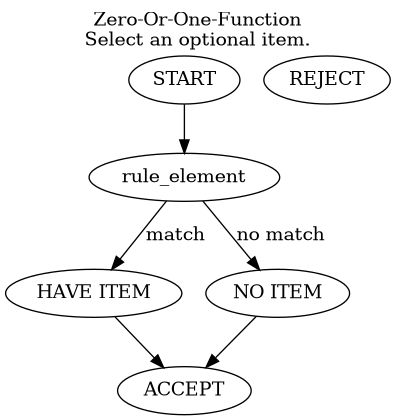 Zero-Or-One-Function
Select an optional item.
START
REJECT
rule_element
match
no match
HAVE ITEM
NO ITEM
ACCEPT